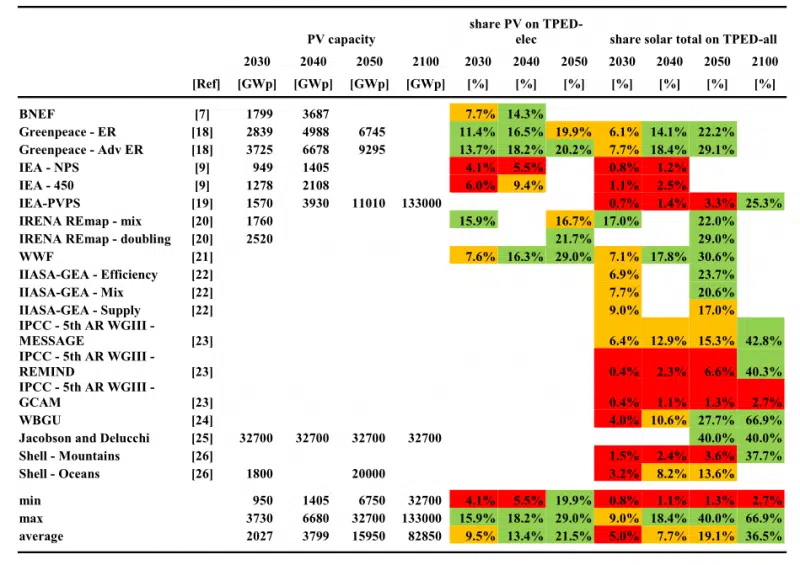 share PV on TPED-
PV capacity elec share solar total on TPED-all
2030 2040 2050 2100 2030 2040 2050 2030 2040 2050 2100
[Ref] [GWp] [GWp] [GWp] [GWp] [%] [%] [%] [%] [%] [%] [%]
BNEF [7] 1799 3687 7.7% 14.3%
Greenpeace - ER [18] 2839 4988 6745 11.4% 16.5% 19.9% 6.1% 14.1% 22.2%
Greenpeace - Adv ER [18] 3725 6678 9295 13.7% 18.2% 20.2% 7.7% 18.4% 29.1%
IEA - NPS [9] 949 1405 4.1% 5.5% 0.8% 1.2%
IEA - 450 [9] 1278 2108 6.0% 9.4% 1.1% 2.5%
IEA-PVPS [19] 1570 3930 11010 133000 0.7% 1.4% 3.3% 25.3%
IRENA REmap - mix [20] 1760 15.9% 16.7% 17.0% 22.0%
IRENA REmap - doubling [20] 2520 21.7% 29.0%
WWF [21] 7.6% 16.3% 29.0% 7.1% 17.8% 30.6%
IIASA-GEA - Efficiency [22] 6.9% 23.7%
IIASA-GEA - Mix [22] 7.7% 20.6%
IIASA-GEA - Supply [22] 9.0% 17.0%
IPCC - 5th AR WGIII -
MESSAGE [23] 6.4% 12.9% 15.3% 42.8%
IPCC - 5th AR WGIII -
REMIND [23] 0.4% 2.3% 6.6% 40.3%
IPCC - 5th AR WGIII -
GCAM [23] 0.4% 1.1% 1.3% 2.7%
WBGU [24] 4.0% 10.6% 27.7% 66.9%
Jacobson and Delucchi [25] 32700 32700 32700 32700 40.0% 40.0%
Shell - Mountains [26] 1.5% 2.4% 3.6% 37.7%
Shell - Oceans [26] 1800 20000 3.2% 8.2% 13.6%
min 950 1405 6750 32700 4.1% 5.5% 19.9% 0.8% 1.1% 1.3% 2.7%
max 3730 6680 32700 133000 15.9% 18.2% 29.0% 9.0% 18.4% 40.0% 66.9%
average 2027 3799 15950 82850 9.5% 13.4% 21.5% 5.0% 7.7% 19.1% 36.5%